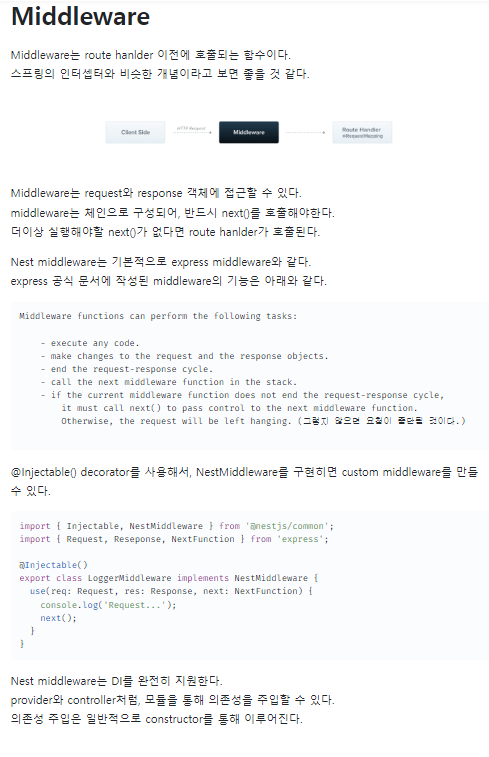 Middleware
Middleware는 route hanlder 이전에 호출되는 함수이다.
스프링의 인터셉터와 비슷한 개념이라고 보면 좋을 것 같다.
Client Side
HTTP Request
Middleware
Route Handler
@RequestMapping
Middleware는 request와 response 객체에 접근할 수 있다.
middleware는 체인으로 구성되어, 반드시 next()를 호출해야한다.
더이상 실행해야할 next()가 없다면 route hanlder가 호출된다.
Nest middleware는 기본적으로 express middleware와 같다.
express 공식 문서에 작성된 middleware의 기능은 아래와 같다.
Middleware functions can perform the following tasks:
- execute any code.
- make changes to the request and the response objects.
- end the request-response cycle.
- call the next middleware function in the stack.
- if the current middleware function does not end the request-response cycle,
it must call next() to pass control to the next middleware function.
Otherwise, the request will be left hanging. (그렇지 않으면 요청이 중단될 것이다.)
@Injectable() decorator를 사용해서, NestMiddleware를 구현히면 custom middleware를 만들
수 있다.
import { Injectable, NestMiddleware } from '@nestjs/common';
import { Request, Reseponse, NextFunction } from 'express';
@Injectable()
export class LoggerMiddleware implements NestMiddleware {
use(req: Request, res: Response, next: NextFunction) {
console.log('Request...');
next();
}
}
Nest middleware는 DI를 완전히 지원한다.
provider와 controller처럼, 모듈을 통해 의존성을 주입할 수 있다.
의존성 주입은 일반적으로 constructor를 통해 이루어진다.